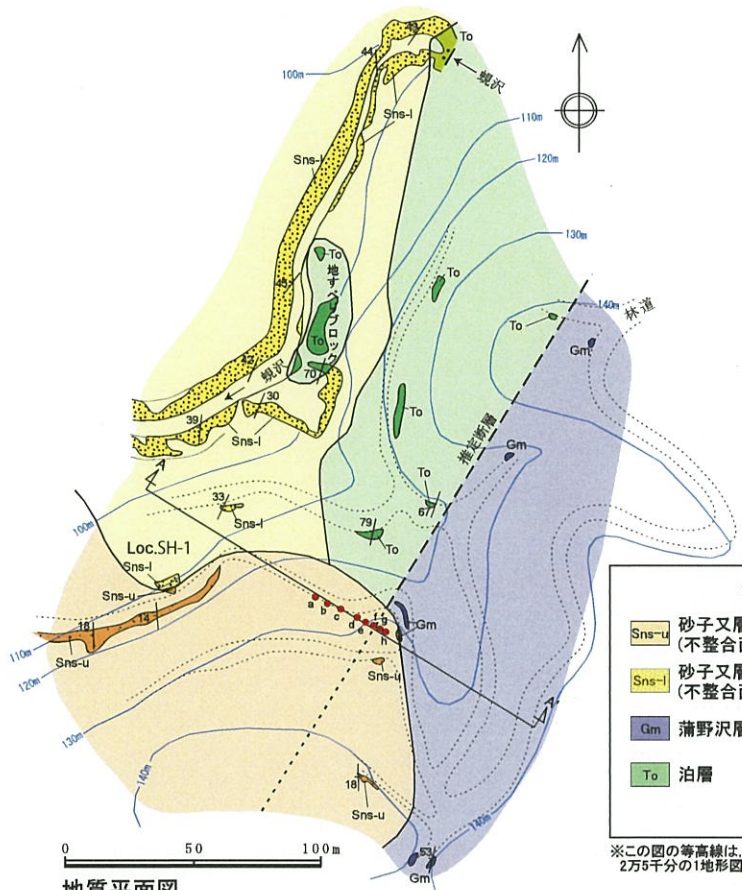 To
49
44
100m
蜆沢
Sns-l
110m
120m
Sns-l
130m
To
地すべりブロック
To
To
140m
林道
To
Gm
45
To
42
蜆沢
70
30
39
Sns-l
推定断層
Gm
A
To
33
67
Sns-l
79
To
100m
Loc.SH-1
Sns-l
Sns-u
a
b
c
d
e
f
g
h
Gm
18
14
110m
Sns-u
120m
Sns-u
A'
130m
140m
18
Sns-u
53
140m
Gm
Sns-u 砂子又層
(不整合面
Sns-l 砂子又層
(不整合面
Gm 蒲野沢層
To 泊層
0 50 100m
※この図の等高線は,
2万5千分の1地形図
地質平面図